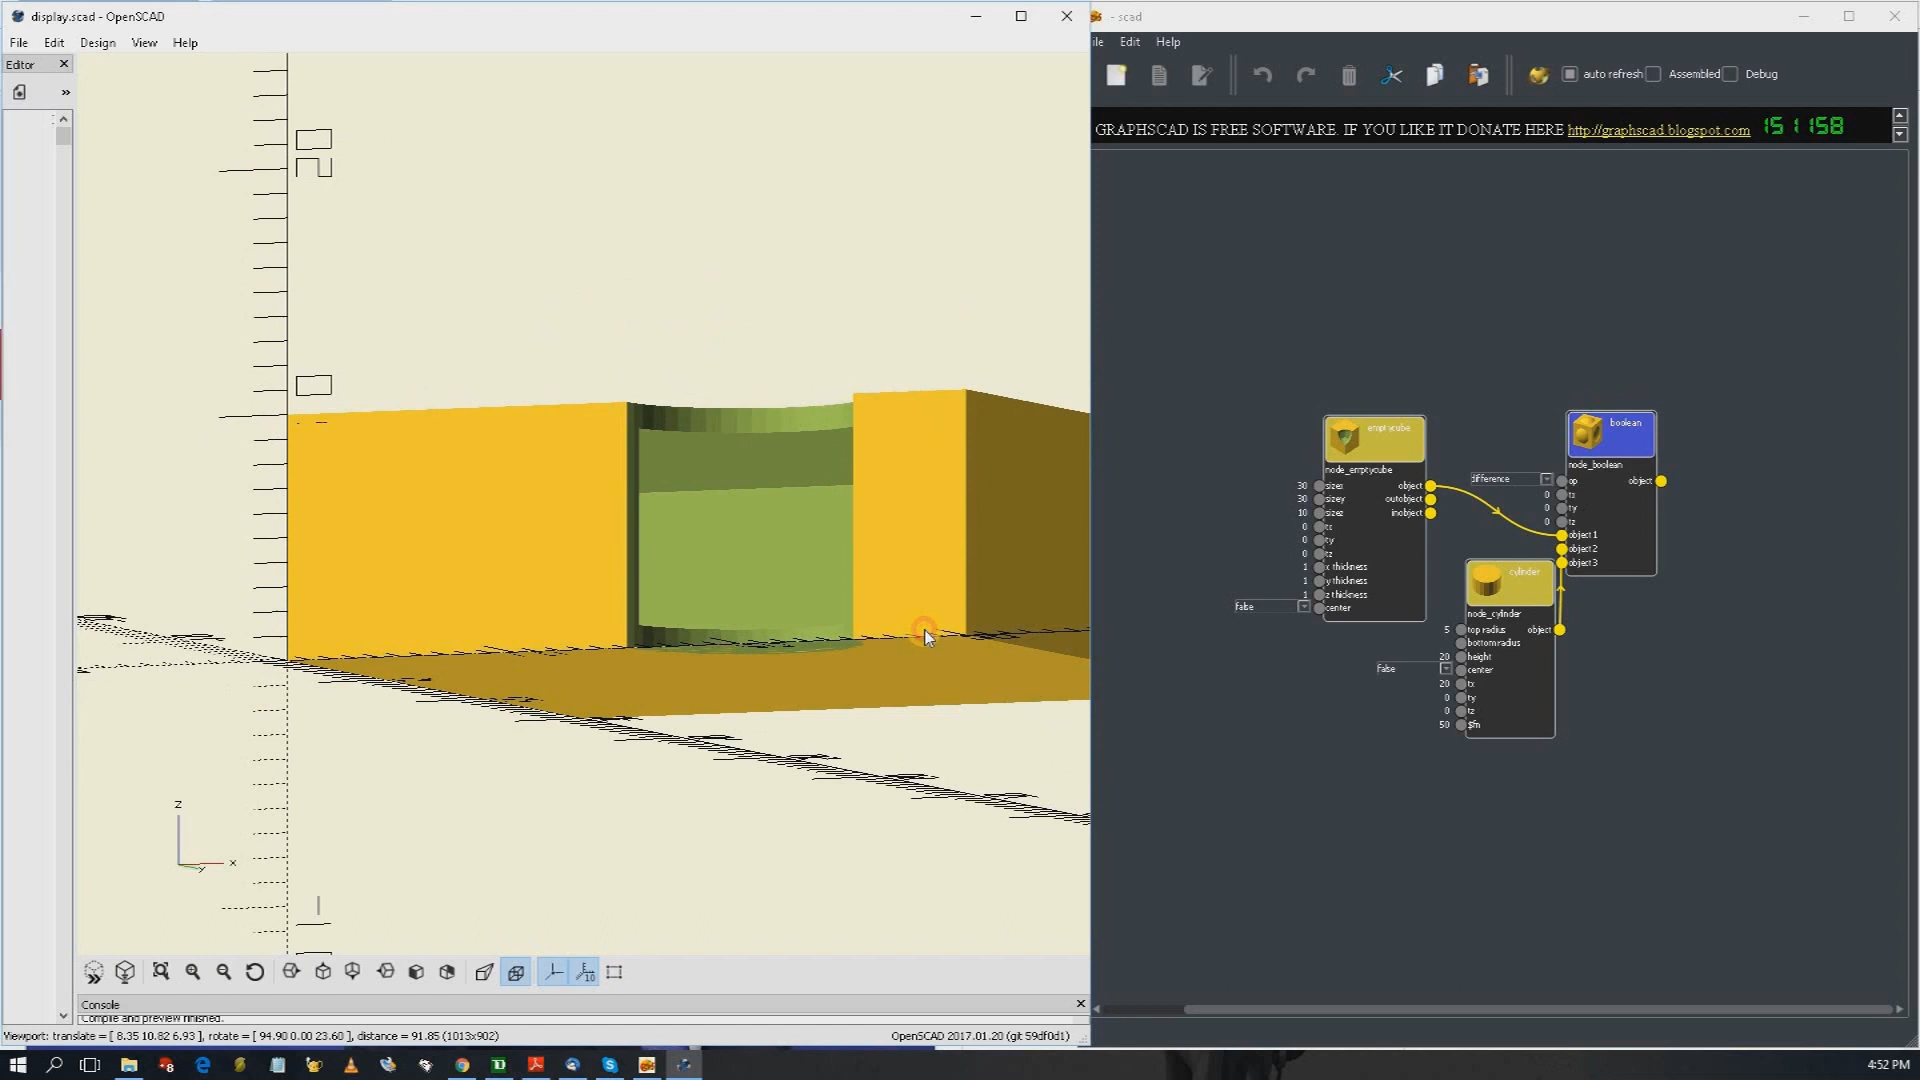 display.scad - OpenSCAD
File Edit Design View Help
Editor
»
Z
X
Y
10
Console
Compile and preview finished.
Viewport: translate = [ 8.35 10.82 6.93 ], rotate = [ 94.90 0.00 23.60 ], distance = 91.85 (1013x902)
OpenSCAD 2017.01.20 (git 59df0d1)
- scad
ile Edit Help
auto refresh Assembled Debug
GRAPHSCAD IS FREE SOFTWARE. IF YOU LIKE IT DONATE HERE http://graphscad.blogspot.com 151158
emptycube
node_emptycube
30 sizex object
30 sizey outobject
10 sizez inobject
0 tx
0 ty
0 tz
1 x thickness
1 y thickness
1 z thickness
False center
boolean
node_boolean
difference op object
0 tx
0 ty
0 tz
object1
object2
object3
cylinder
node_cylinder
5 top radius object
bottom radius
20 height
False center
20 tx
0 ty
0 tz
50 $fn
4:52 PM